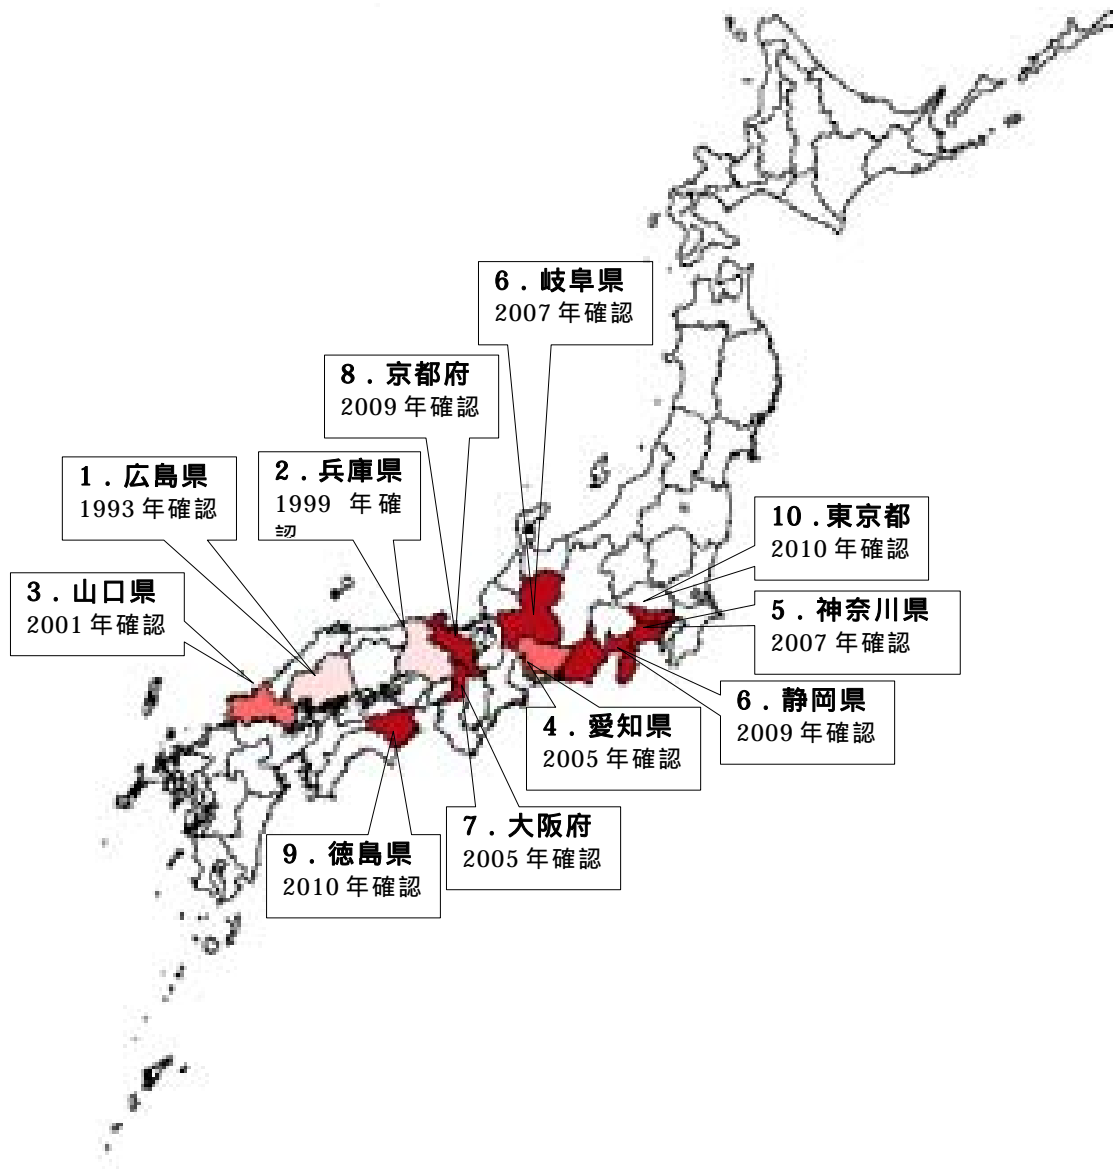 6．岐阜県
2007 年確認
8．京都府
2009 年確認
1．広島県
1993 年確認
2．兵庫県
1999 年確
認
10．東京都
2010 年確認
3．山口県
2001 年確認
5．神奈川県
2007 年確認
6．静岡県
2009 年確認
4．愛知県
2005 年確認
7．大阪府
2005 年確認
9．徳島県
2010 年確認